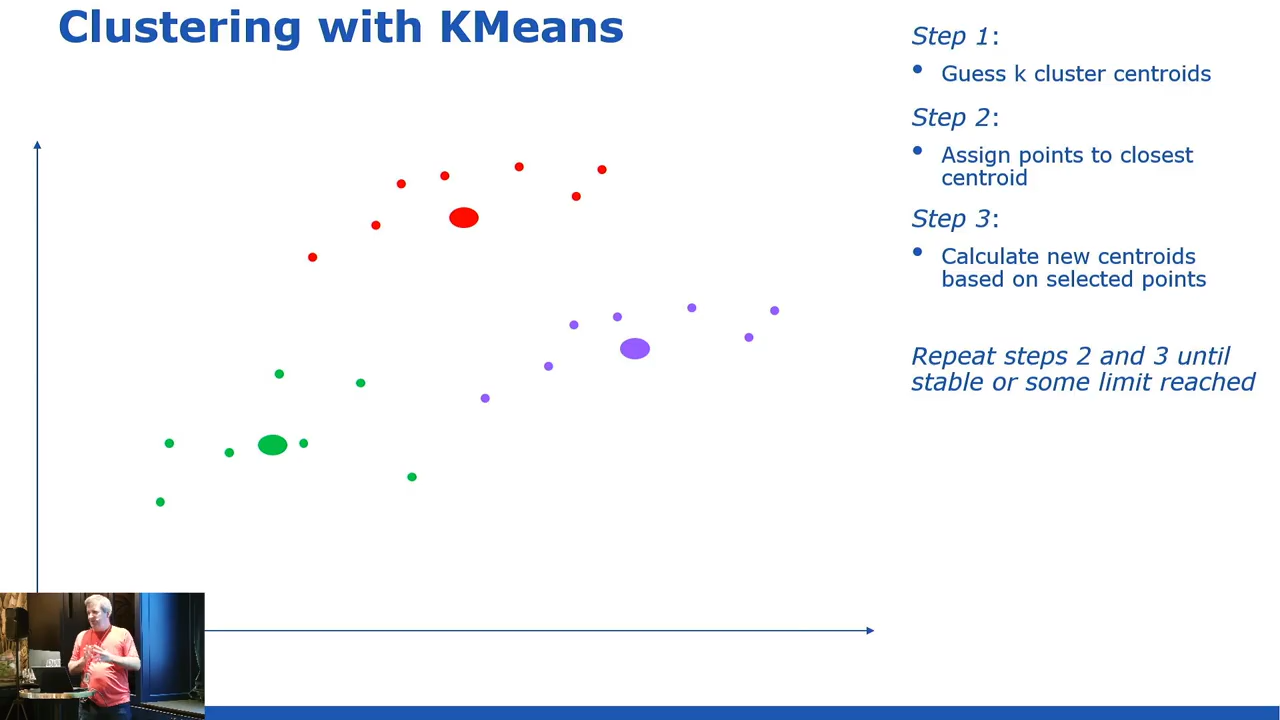 Clustering with KMeans
Step 1:
• Guess k cluster centroids
Step 2:
• Assign points to closest
centroid
Step 3:
• Calculate new centroids
based on selected points
Repeat steps 2 and 3 until
stable or some limit reached